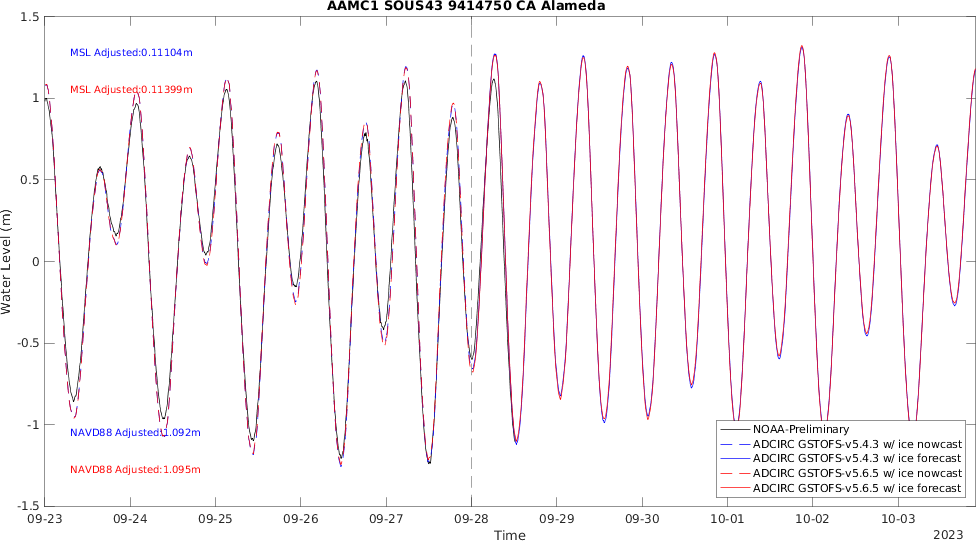 AAMC1 SOUS43 9414750 CA Alameda
1.5
1
0.5
0
-0.5
-1
-1.5
Water Level (m)
MSL Adjusted:0.11104m
MSL Adjusted:0.11399m
NAVD88 Adjusted:1.092m
NAVD88 Adjusted:1.095m
NOAA-Preliminary
ADCIRC GSTOFS-v5.4.3 w/ ice nowcast
ADCIRC GSTOFS-v5.4.3 w/ ice forecast
ADCIRC GSTOFS-v5.6.5 w/ ice nowcast
ADCIRC GSTOFS-v5.6.5 w/ ice forecast
09-23 09-24 09-25 09-26 09-27 09-28 09-29 09-30 10-01 10-02 10-03
Time
2023